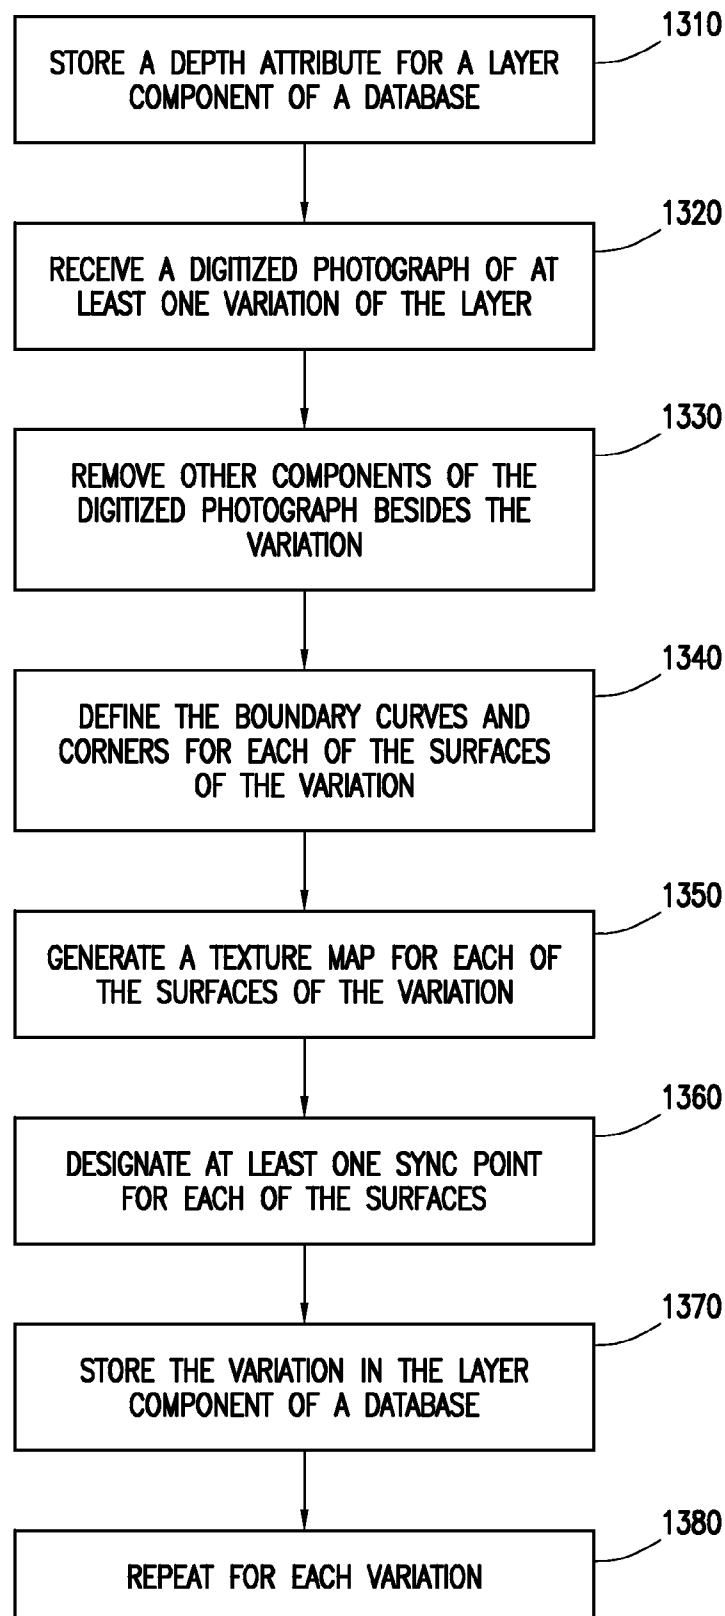 1310
STORE A DEPTH ATTRIBUTE FOR A LAYER
COMPONENT OF A DATABASE
1320
RECEIVE A DIGITIZED PHOTOGRAPH OF AT
LEAST ONE VARIATION OF THE LAYER
1330
REMOVE OTHER COMPONENTS OF THE
DIGITIZED PHOTOGRAPH BESIDES THE
VARIATION
1340
DEFINE THE BOUNDARY CURVES AND
CORNERS FOR EACH OF THE SURFACES
OF THE VARIATION
1350
GENERATE A TEXTURE MAP FOR EACH OF
THE SURFACES OF THE VARIATION
1360
DESIGNATE AT LEAST ONE SYNC POINT
FOR EACH OF THE SURFACES
1370
STORE THE VARIATION IN THE LAYER
COMPONENT OF A DATABASE
1380
REPEAT FOR EACH VARIATION